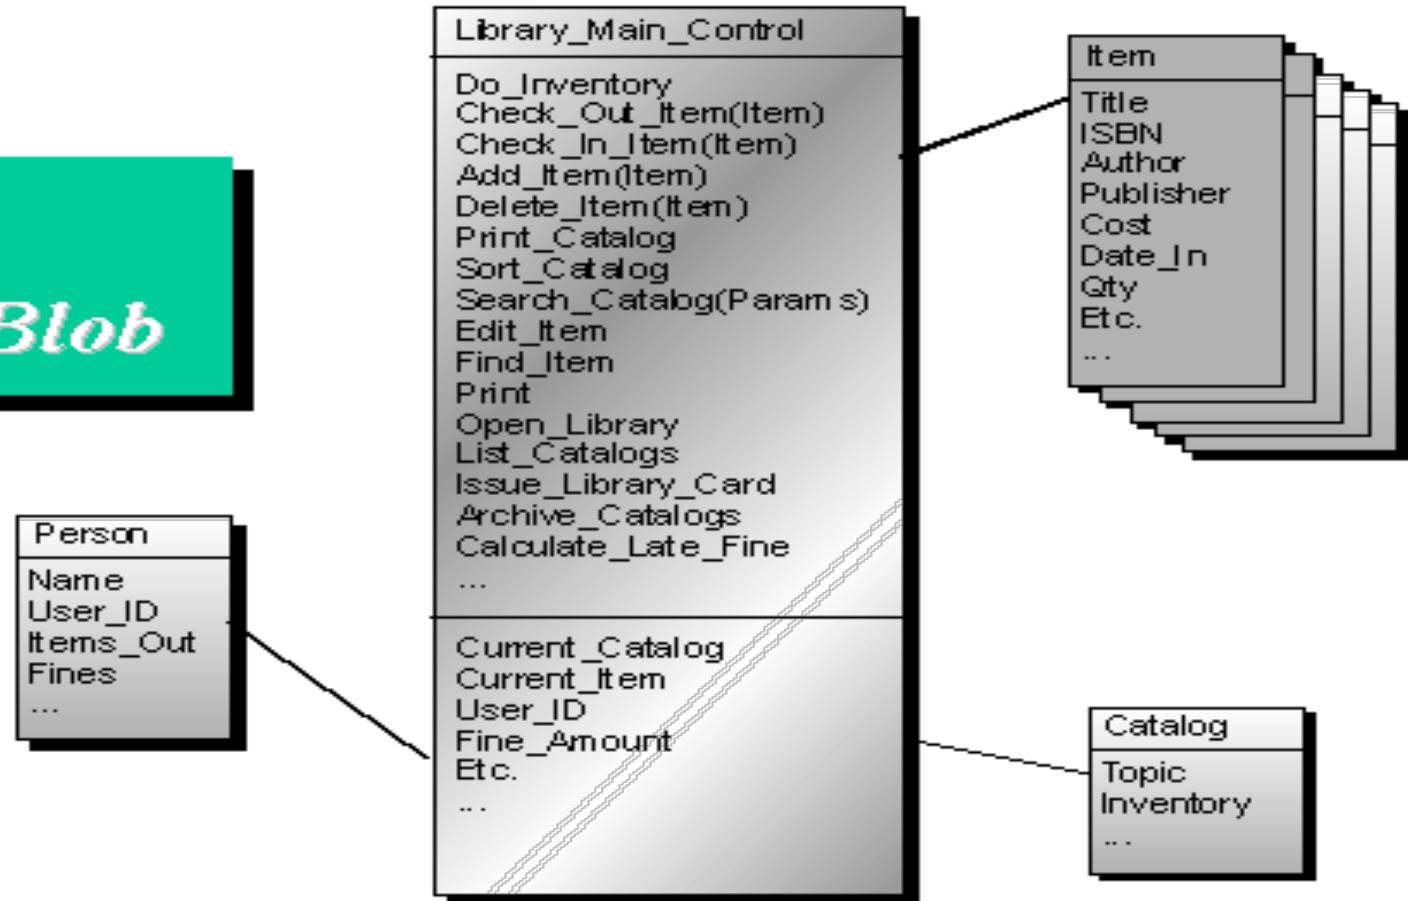 Blob
Library_Main_Control
Do_Inventory
Check_Out_Item(Item)
Check_In_Item(Item)
Add_Item(Item)
Delete_Item(Item)
Print_Catalog
Sort_Catalog
Search_Catalog(Params)
Edit_Item
Find_Item
Print
Open_Library
List_Catalogs
Issue_Library_Card
Archive_Catalogs
Calculate_Late_Fine
...
Current_Catalog
Current_Item
User_ID
Fine_Amount
Etc.
...
Item
Title
ISBN
Author
Publisher
Cost
Date_In
Qty
Etc.
...
Person
Name
User_ID
Items_Out
Fines
...
Catalog
Topic
Inventory
...